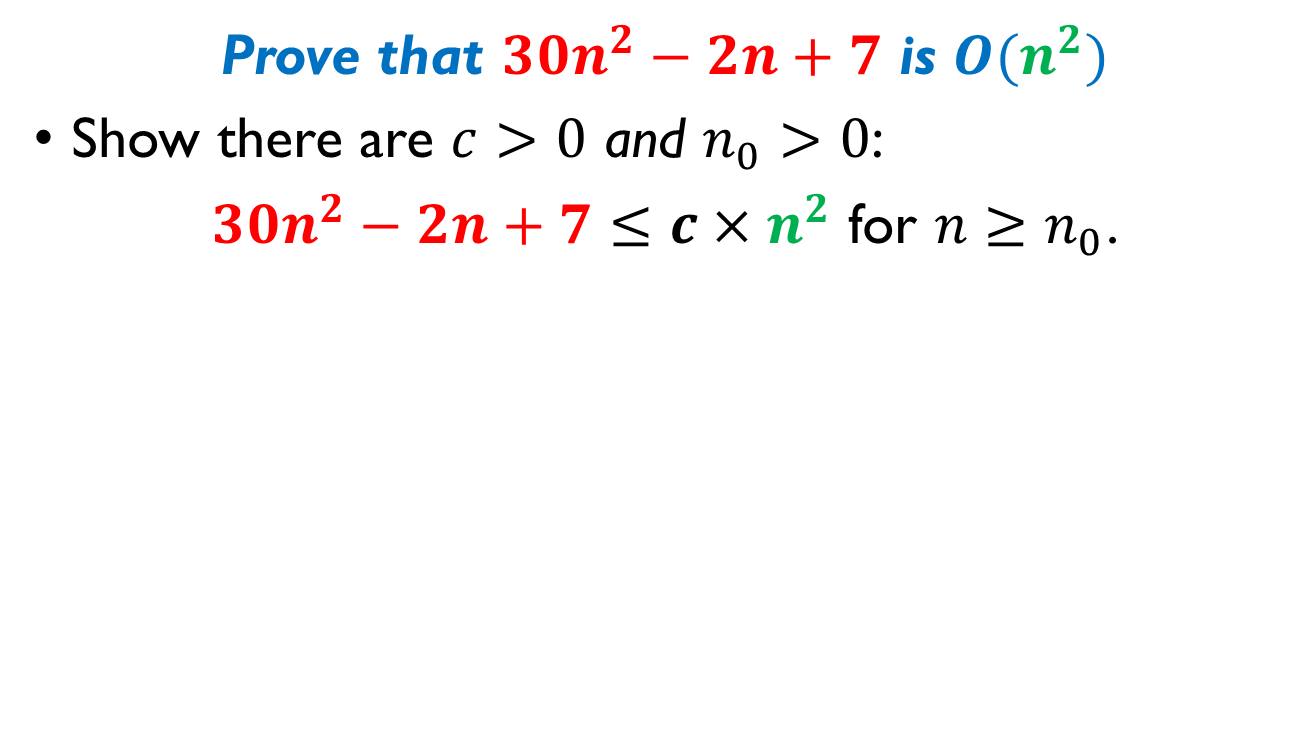 Prove that 30n² − 2n + 7 is O(n²)
• Show there are c > 0 and n₀ > 0:
30n² − 2n + 7 ≤ c × n² for n ≥ n₀.